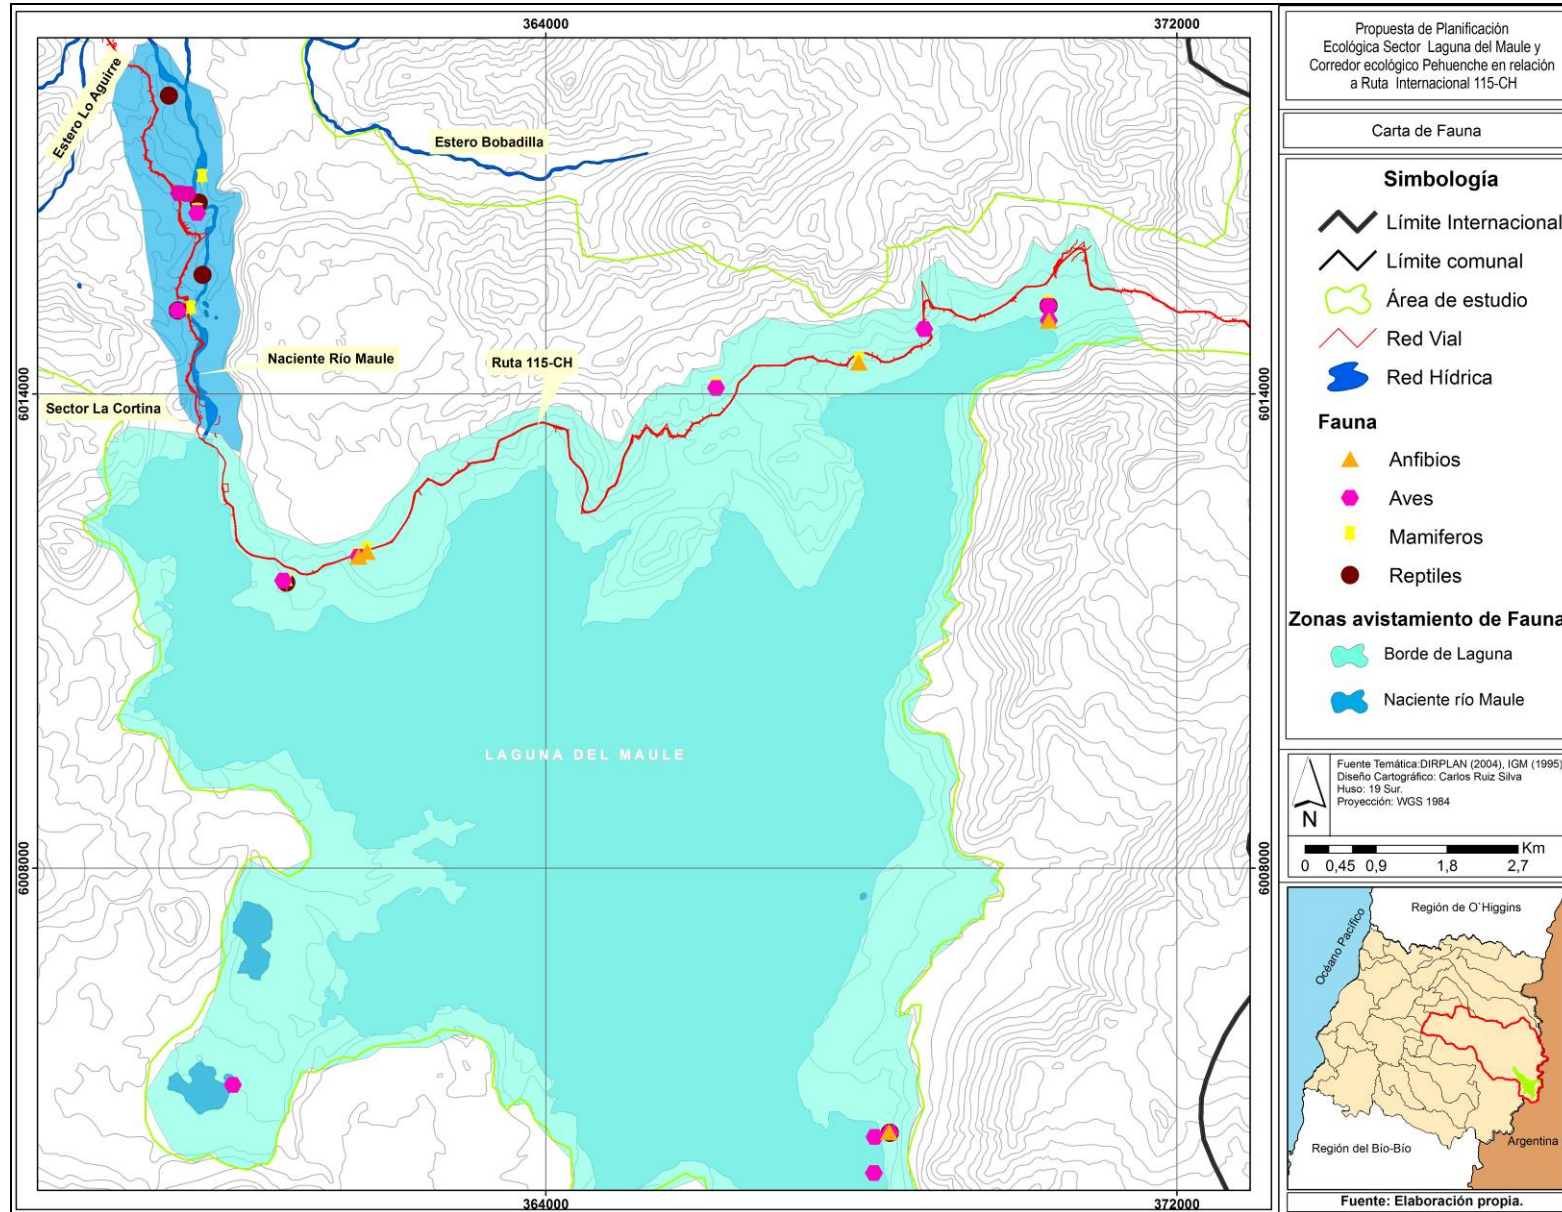 364000
372000
6014000
6014000
6008000
6008000
364000
372000
Estero Lo Aguirre
Estero Bobadilla
Naciente Río Maule
Ruta 115-CH
Sector La Cortina
LAGUNA DEL MAULE
Propuesta de Planificación
Ecológica Sector Laguna del Maule y
Corredor ecológico Pehuenche en relación
a Ruta Internacional 115-CH
Carta de Fauna
Simbología
Límite Internacional
Límite comunal
Área de estudio
Red Vial
Red Hídrica
Fauna
Anfibios
Aves
Mamiferos
Reptiles
Zonas avistamiento de Fauna
Borde de Laguna
Naciente río Maule
N
Fuente Temática:DIRPLAN (2004), IGM (1995)
Diseño Cartográfico: Carlos Ruiz Silva
Huso: 19 Sur.
Proyección: WGS 1984
Km
0 0,45 0,9 1,8 2,7
Región de O`Higgins
Océano Pacífico
Argentina
Región del Bío-Bío
Fuente: Elaboración propia.